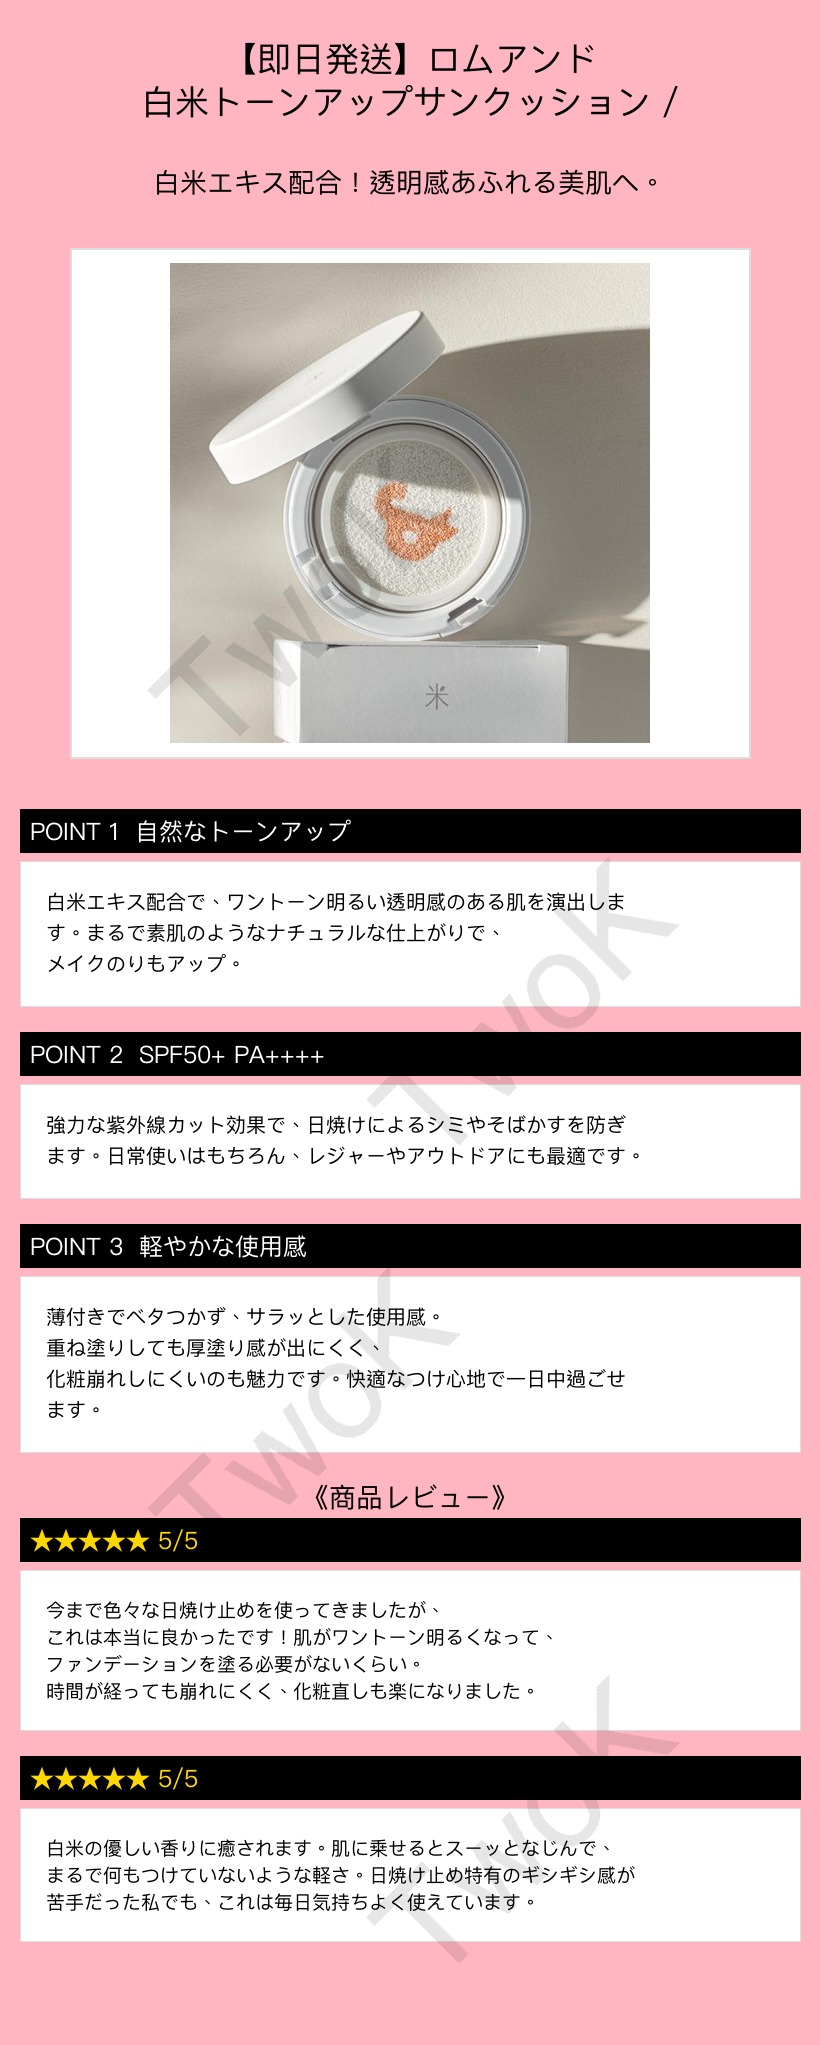 【即日発送】ロムアンド
白米トーンアップサンクッション /
白米エキス配合！透明感あふれる美肌へ。
米
TwoK
POINT 1 自然なトーンアップ
白米エキス配合で、ワントーン明るい透明感のある肌を演出しま
す。まるで素肌のようなナチュラルな仕上がりで、
メイクのりもアップ。
TwoK
POINT 2 SPF50+ PA++++
強力な紫外線カット効果で、日焼けによるシミやそばかすを防ぎ
ます。日常使いはもちろん、レジャーやアウトドアにも最適です。
POINT 3 軽やかな使用感
薄付きでベタつかず、サラッとした使用感。
重ね塗りしても厚塗り感が出にくく、
化粧崩れしにくいのも魅力です。快適なつけ心地で一日中過ごせ
ます。
TwoK
《商品レビュー》
★★★★★ 5/5
今まで色々な日焼け止めを使ってきましたが、
これは本当に良かったです！肌がワントーン明るくなって、
ファンデーションを塗る必要がないくらい。
時間が経っても崩れにくく、化粧直しも楽になりました。
★★★★★ 5/5
白米の優しい香りに癒されます。肌に乗せるとスーッとなじんで、
まるで何もつけていないような軽さ。日焼け止め特有のギシギシ感が
苦手だった私でも、これは毎日気持ちよく使えています。
TwoK